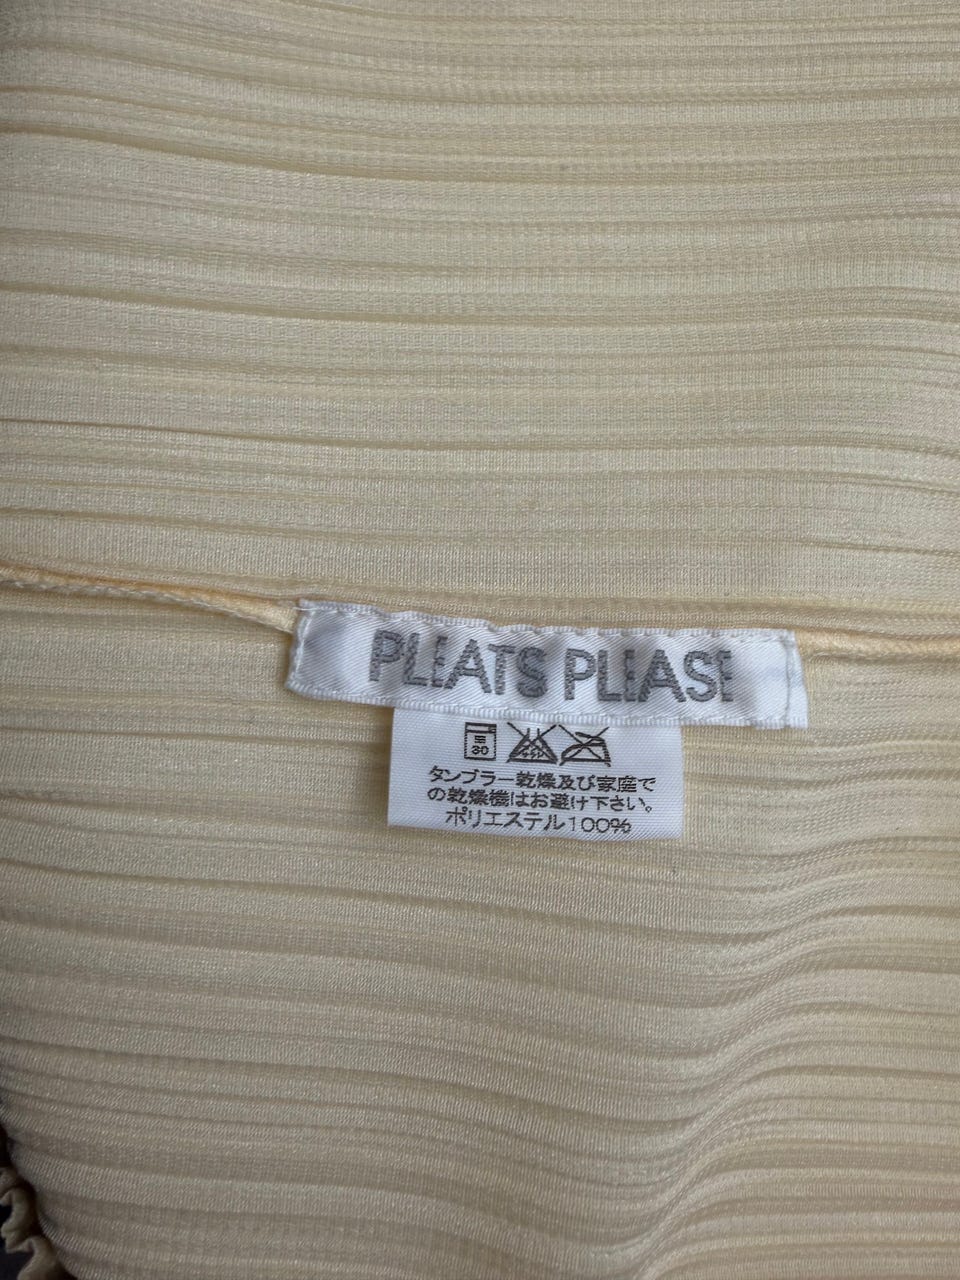 PLEATS PLEASE
30
タンブラー乾燥及び家庭で
の乾燥機はお避け下さい。
ポリエステル100%